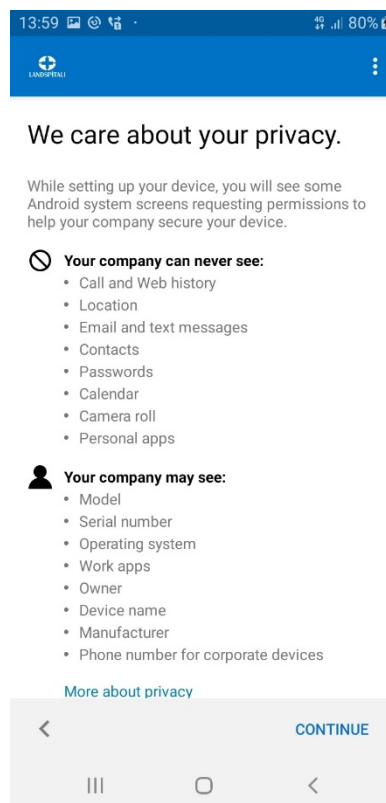 13:59
4G 80%
LANDSPÍTALI
We care about your privacy.
While setting up your device, you will see some
Android system screens requesting permissions to
help your company secure your device.
Your company can never see:
• Call and Web history
• Location
• Email and text messages
• Contacts
• Passwords
• Calendar
• Camera roll
• Personal apps
Your company may see:
• Model
• Serial number
• Operating system
• Work apps
• Owner
• Device name
• Manufacturer
• Phone number for corporate devices
More about privacy
CONTINUE